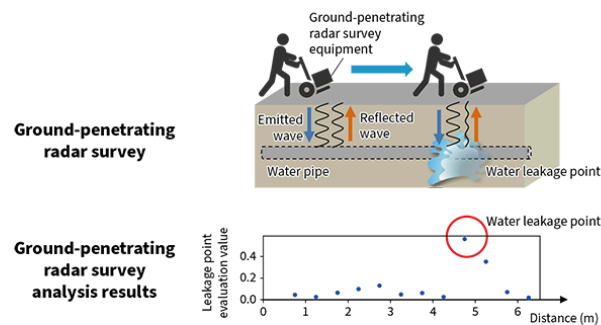 Ground-penetrating
radar survey
equipment
Ground-penetrating
radar survey
Emitted
wave
Reflected
wave
Water pipe
Water leakage point
Ground-penetrating
radar survey
analysis results
Water leakage point
Leakage point
evaluation value
0.4
0.2
0.0
0 1 2 3 4 5 6
Distance (m)